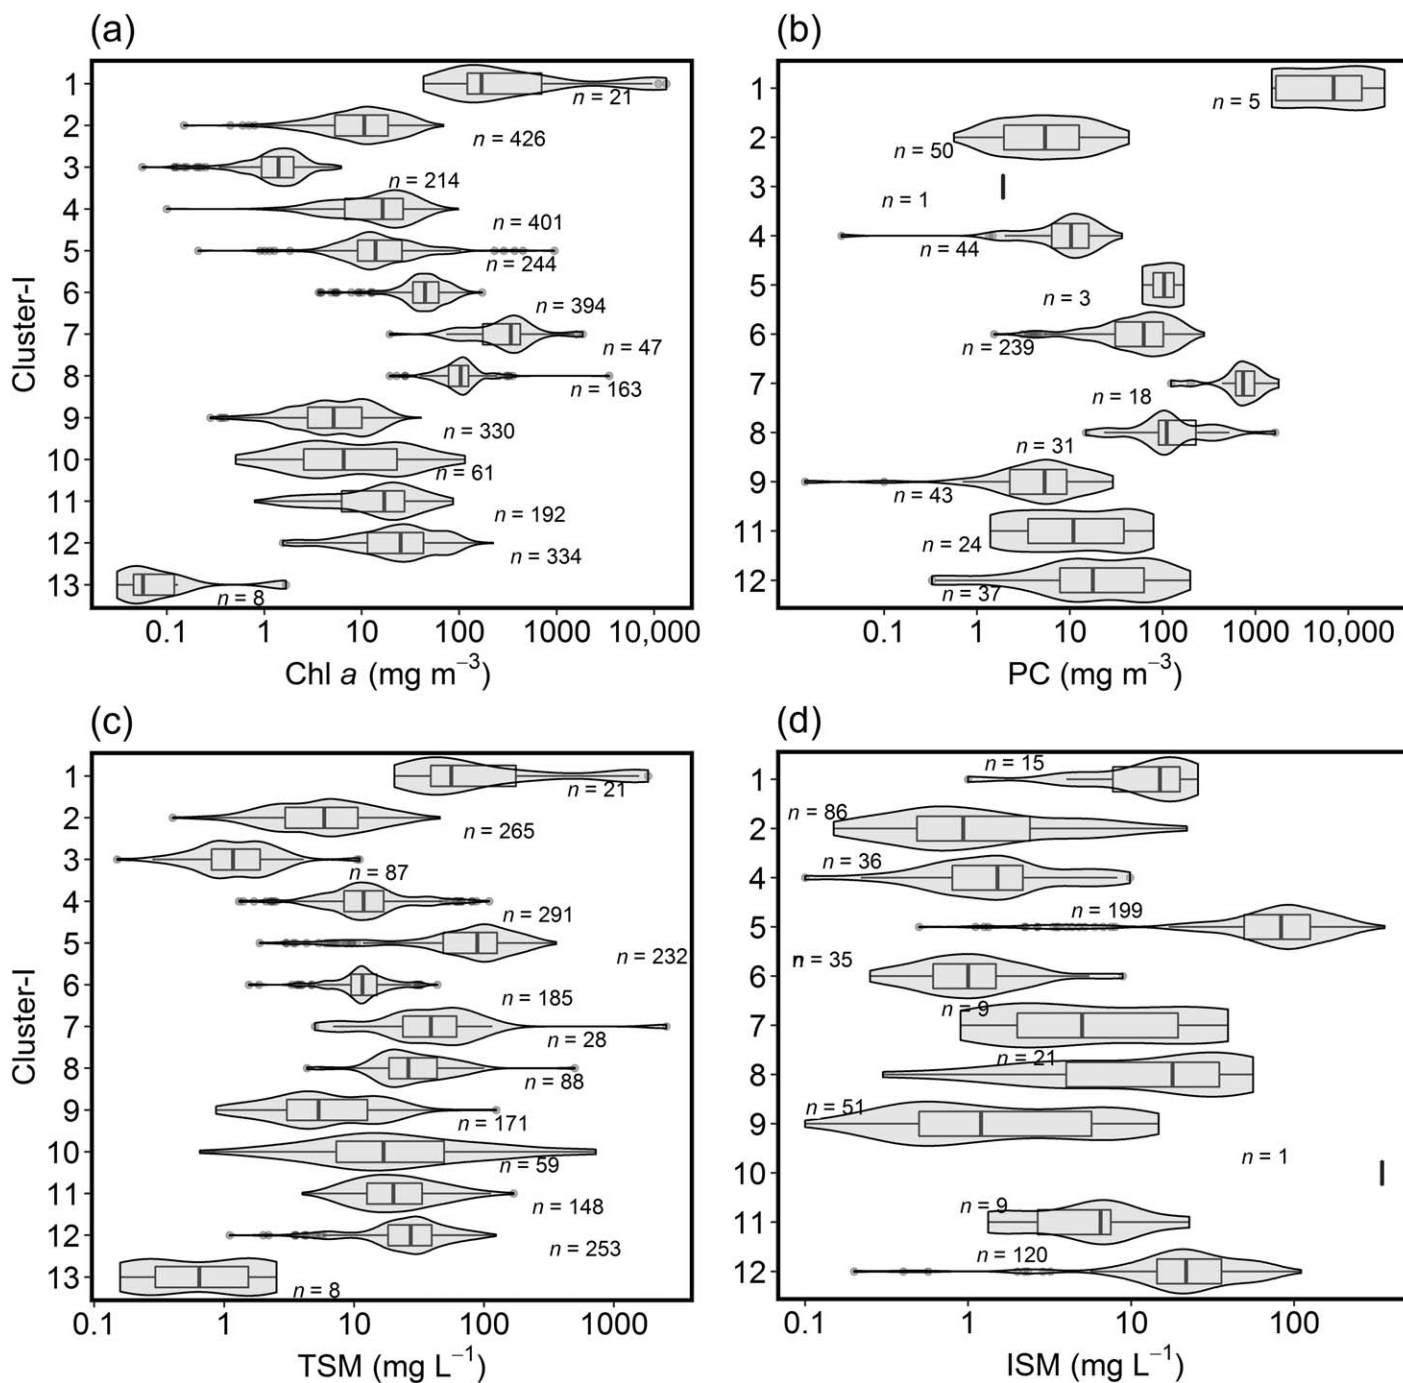 (a)
Cluster-I
1
2
3
4
5
6
7
8
9
10
11
12
13
n = 21
n = 426
n = 214
n = 401
n = 244
n = 394
n = 47
n = 163
n = 330
n = 61
n = 192
n = 334
n = 8
0.1 1 10 100 1000 10,000
Chl a (mg m⁻³)
(b)
1
2
3
4
5
6
7
8
9
11
12
n = 5
n = 50
n = 1
n = 44
n = 3
n = 239
n = 18
n = 31
n = 43
n = 24
n = 37
0.1 1 10 100 1000 10,000
PC (mg m⁻³)
(c)
Cluster-I
1
2
3
4
5
6
7
8
9
10
11
12
13
n = 21
n = 265
n = 87
n = 291
n = 232
n = 185
n = 28
n = 88
n = 171
n = 59
n = 148
n = 253
n = 8
0.1 1 10 100 1000
TSM (mg L⁻¹)
(d)
1
2
4
5
6
7
8
9
10
11
12
n = 15
n = 86
n = 36
n = 199
n = 35
n = 9
n = 21
n = 51
n = 1
n = 9
n = 120
0.1 1 10 100
ISM (mg L⁻¹)